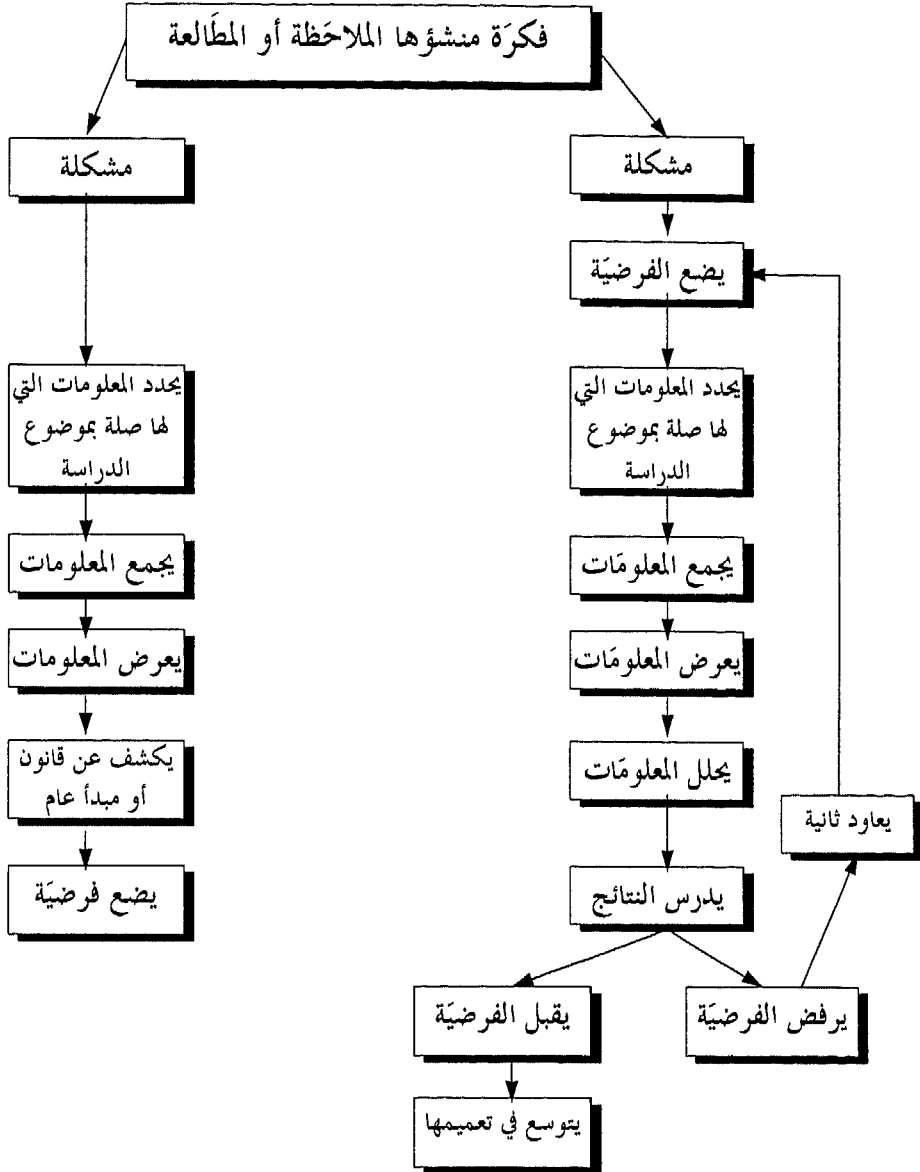 فكرَة منشؤها الملاحَظة أو المطَالعة
مشكلة
يضع الفرضيَة
يحدد المعلومات التي
لها صلة بموضوع
الدراسة
يجمع المعلومَات
يعرض المعلومَات
يحلل المعلومَات
يدرس النتائج
يرفض الفرضيَة
يعاود ثانية
يقبل الفرضيَة
يتوسع في تعميمها
مشكلة
يحدد المعلومات التي
لها صلة بموضوع
الدراسة
يجمع المعلومات
يعرض المعلومات
يكشف عن قانون
أو مبدأ عام
يضع فرضيَة